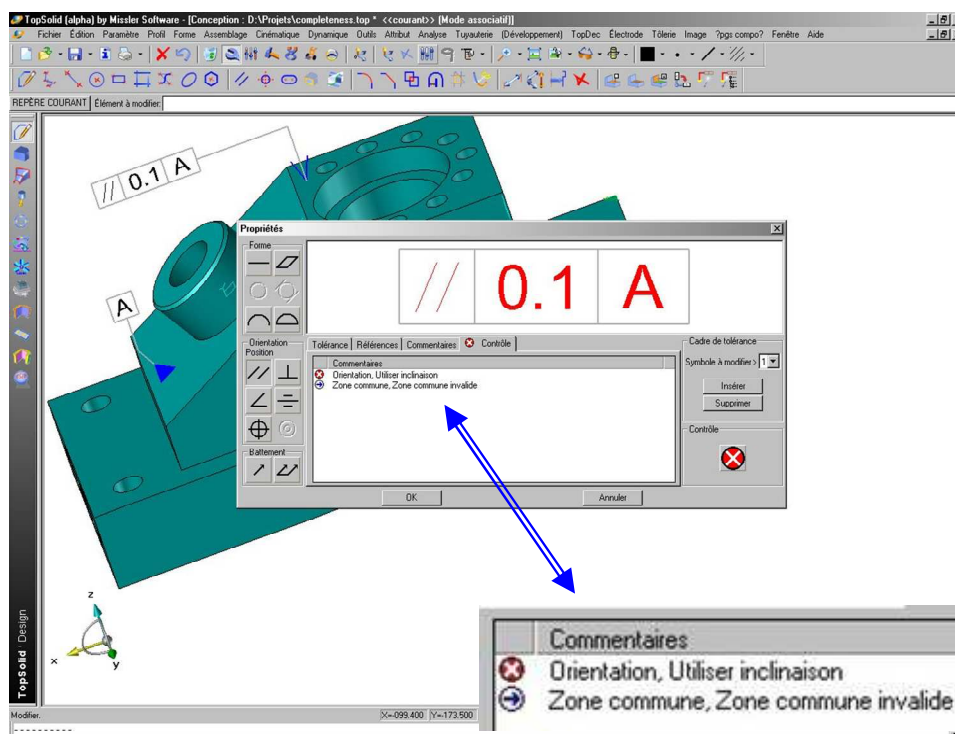 TopSolid (alpha) by Missler Software - [Conception : D:\Projets\completeness.top * <<courant>> (Mode associatif)]
Fichier Édition Paramètre Profil Forme Assemblage Cinématique Dynamique Outils Attribut Analyse Tuyauterie (Développement) TopDec Électrode Tôlerie Image ?pgs compo? Fenêtre Aide
REPÈRE COURANT Élément à modifier:
// 0.1 A
A
Propriétés
Forme
// 0.1 A
Orientation
Position
Battement
Tolérance Références Commentaires Contrôle
Commentaires
Orientation, Utiliser inclinaison
Zone commune, Zone commune invalide
Cadre de tolérance
Symbole à modifier > 1
Insérer
Supprimer
Contrôle
OK Annuler
z
x
y
TopSolid Design
Modifier. X=-099.400 Y=-173.500
Commentaires
Orientation, Utiliser inclinaison
Zone commune, Zone commune invalide